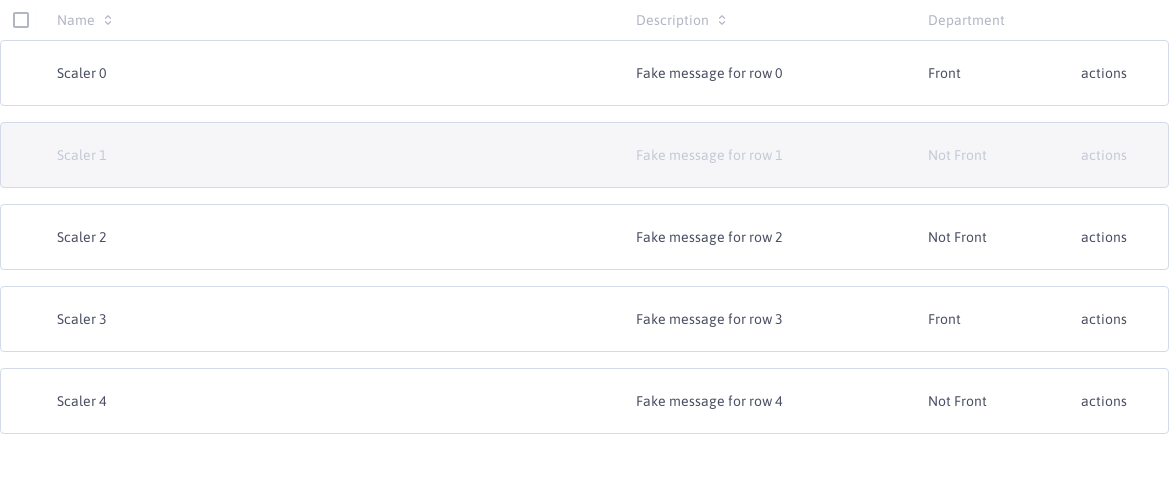 Name Description Department
Scaler 0 Fake message for row 0 Front actions
Scaler 1 Fake message for row 1 Not Front actions
Scaler 2 Fake message for row 2 Not Front actions
Scaler 3 Fake message for row 3 Front actions
Scaler 4 Fake message for row 4 Not Front actions